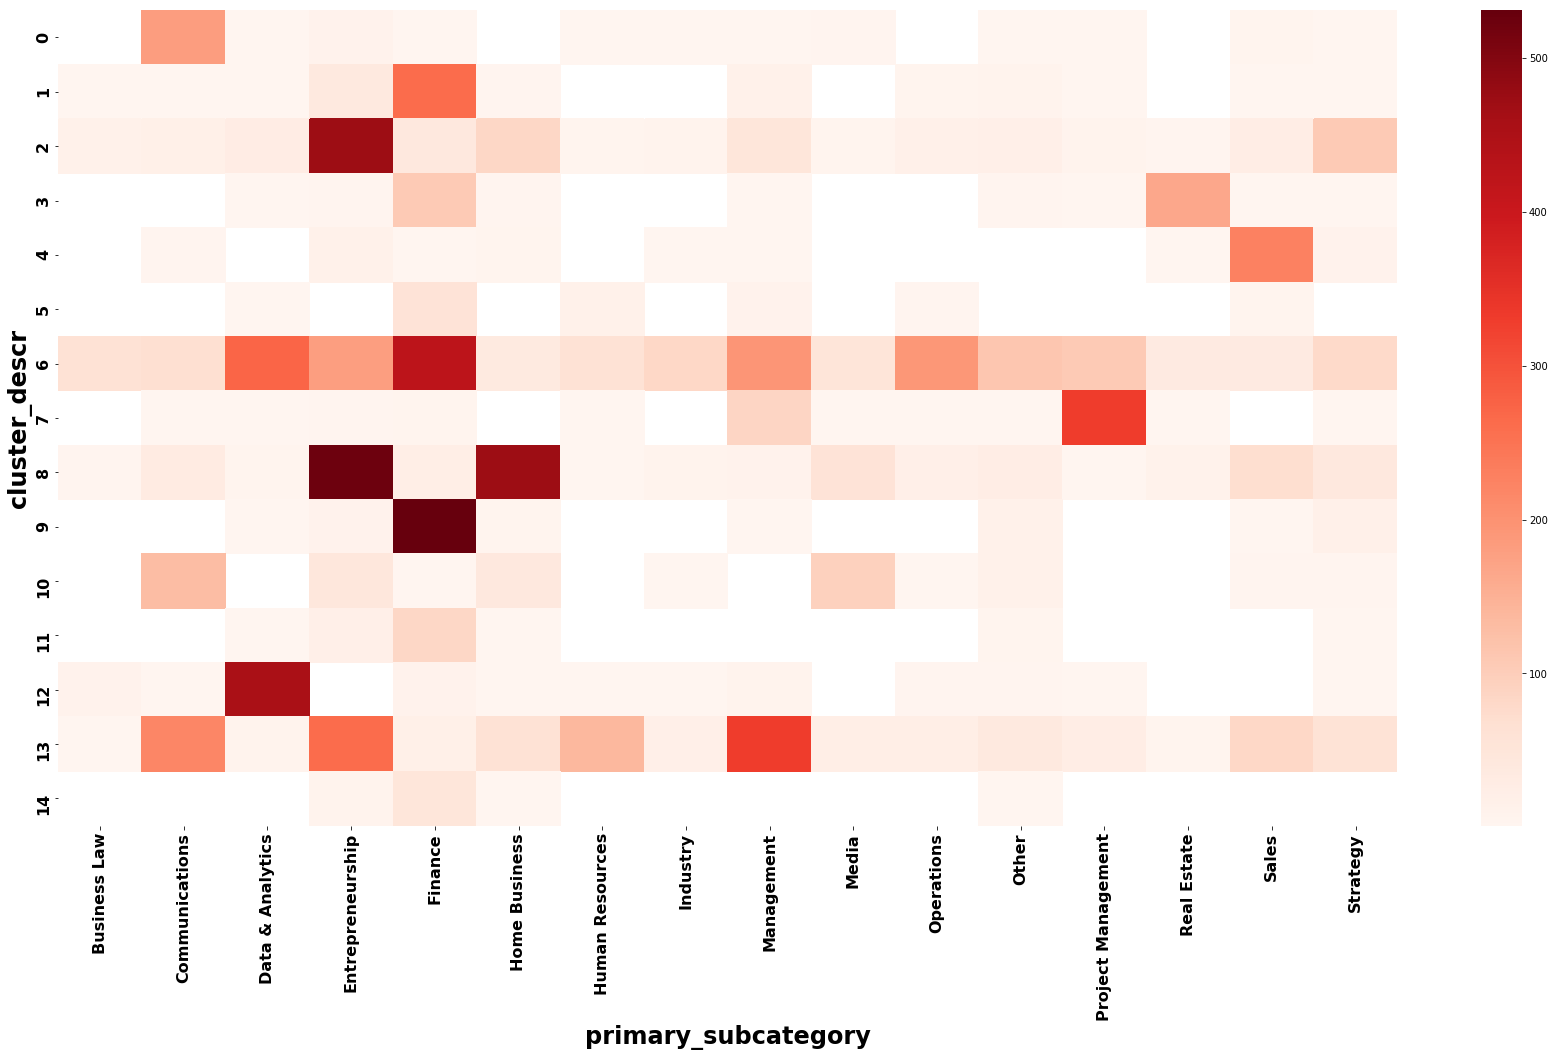 cluster_descr
0
1
2
3
4
5
6
7
8
9
10
11
12
13
14
Business Law
Communications
Data & Analytics
Entrepreneurship
Finance
Home Business
Human Resources
Industry
Management
Media
Operations
Other
Project Management
Real Estate
Sales
Strategy
primary_subcategory
500
400
300
200
100